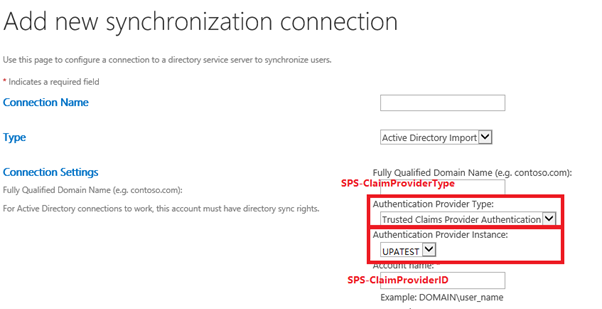 Add new synchronization connection
Use this page to configure a connection to a directory service server to synchronize users.
* Indicates a required field
Connection Name
Type
Active Directory Import
Connection Settings
Fully Qualified Domain Name (e.g. contoso.com):
For Active Directory connections to work, this account must have directory sync rights.
Fully Qualified Domain Name (e.g. contoso.com):
SPS-ClaimProviderType
Authentication Provider Type:
Trusted Claims Provider Authentication
Authentication Provider Instance:
UPATEST
Account name: *
SPS-ClaimProviderID
Example: DOMAIN\user_name